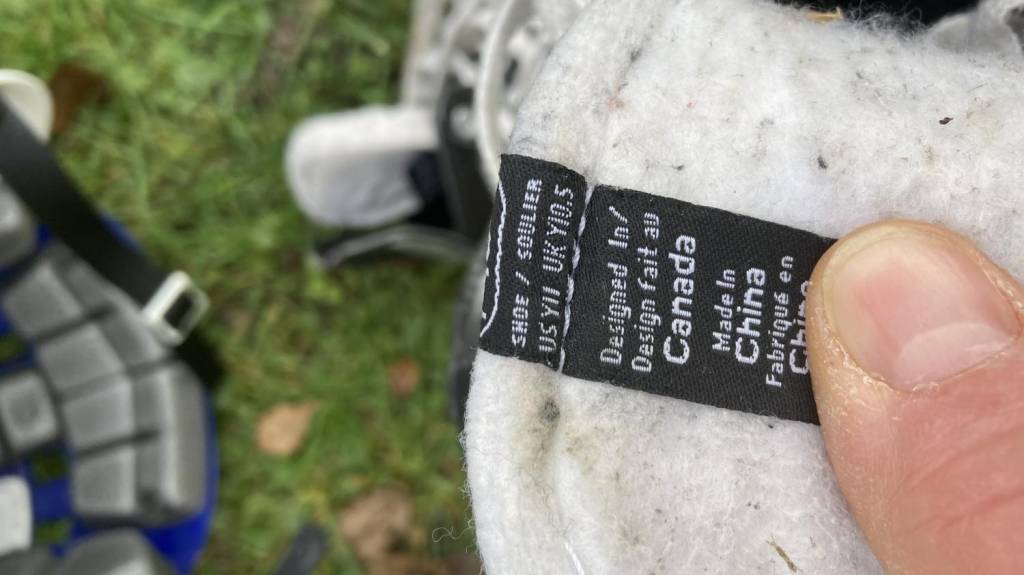 SHOE / SOULIER
US Y11 UK Y10.5
Designed In/
Design fait au
Canada
Made In
China
Fabriqué en